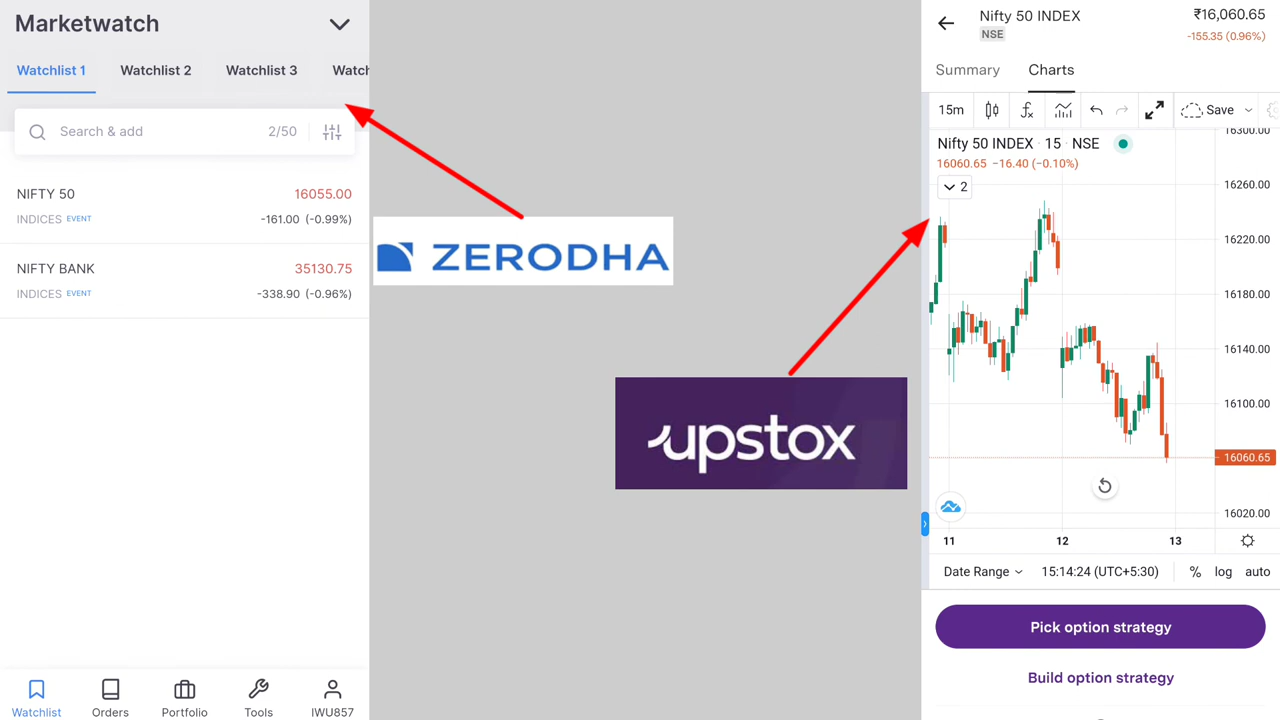 Marketwatch
Watchlist 1 Watchlist 2 Watchlist 3 Watch
Search & add 2/50
NIFTY 50 16055.00
INDICES EVENT -161.00 (-0.99%)
NIFTY BANK 35130.75
INDICES EVENT -338.90 (-0.96%)
Watchlist Orders Portfolio Tools IWU857
ZERODHA
upstox
Nifty 50 INDEX ₹16,060.65
NSE -155.35 (0.96%)
Summary Charts
15m fx Save
Nifty 50 INDEX · 15 · NSE
16060.65 −16.40 (−0.10%)
2
16300.00
16260.00
16220.00
16180.00
16140.00
16100.00
16060.65
16020.00
11 12 13
Date Range 15:14:24 (UTC+5:30) % log auto
Pick option strategy
Build option strategy